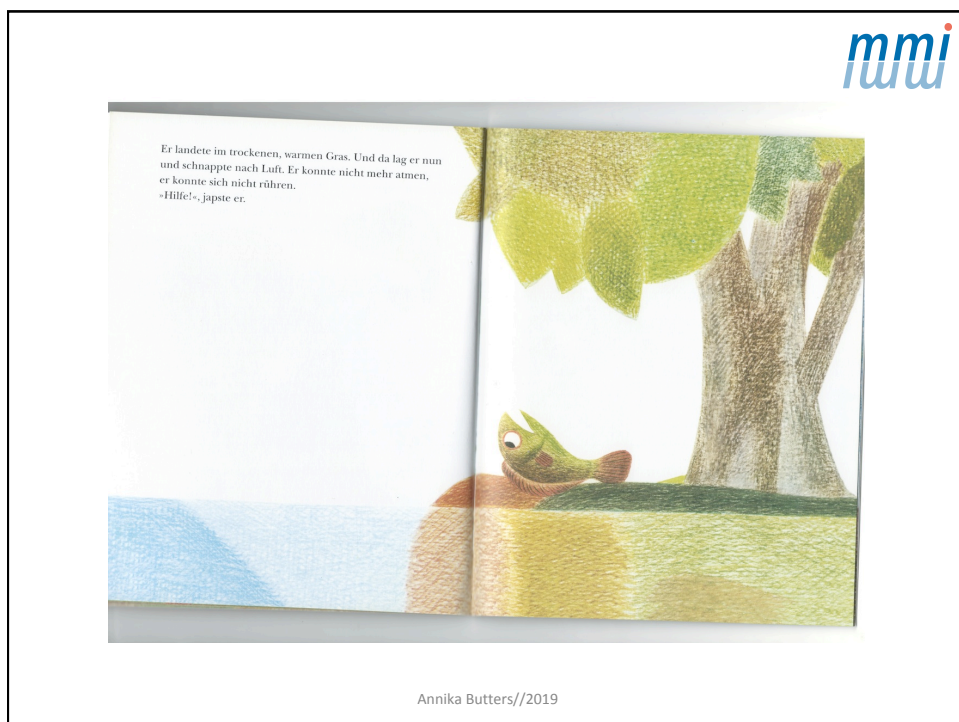 mmi
Er landete im trockenen, warmen Gras. Und da lag er nun
und schnappte nach Luft. Er konnte nicht mehr atmen,
er konnte sich nicht rühren.
»Hilfe!«, japste er.
Annika Butters//2019